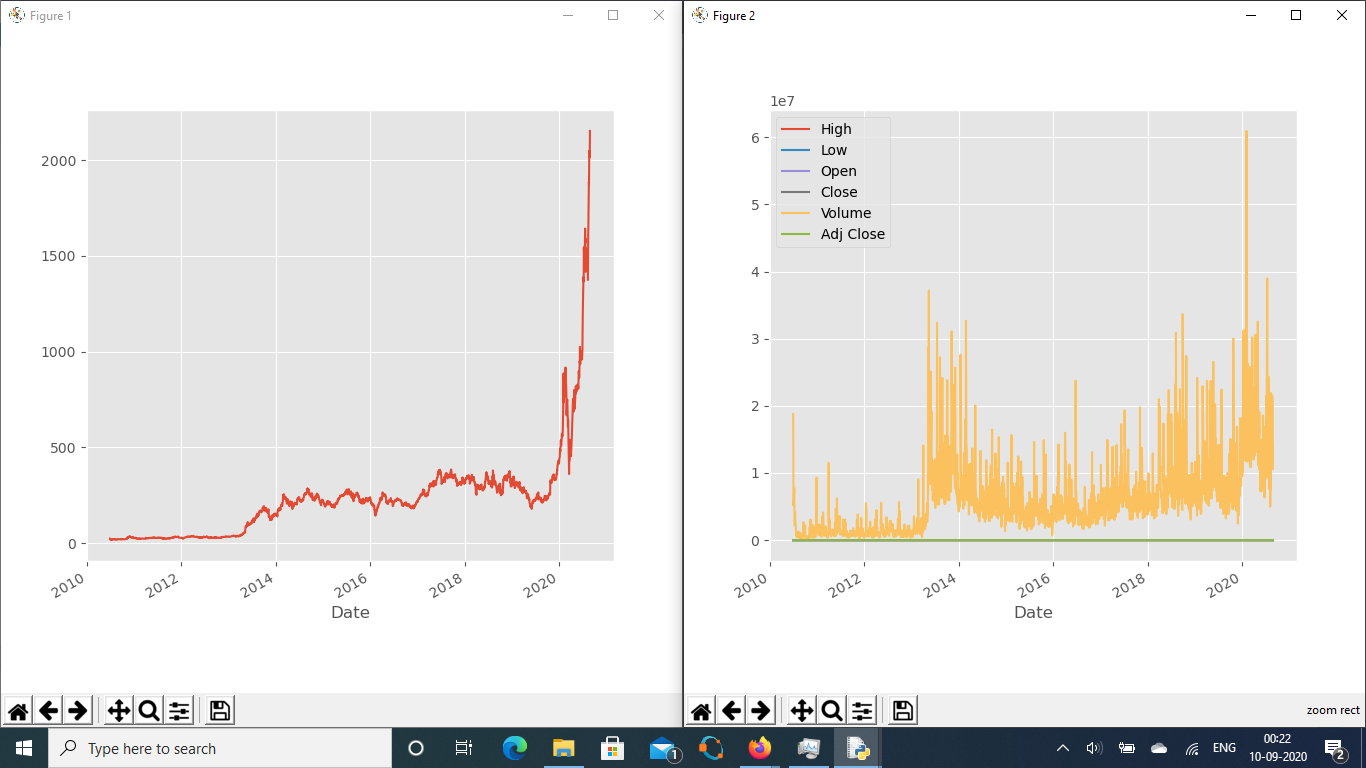 Figure 1
2000
1500
1000
500
0
2010
2012
2014
2016
2018
2020
Date
Figure 2
1e7
High
Low
Open
Close
Volume
Adj Close
6
5
4
3
2
1
0
2010
2012
2014
2016
2018
2020
Date
zoom rect
Type here to search
1
ENG
00:22
10-09-2020
2